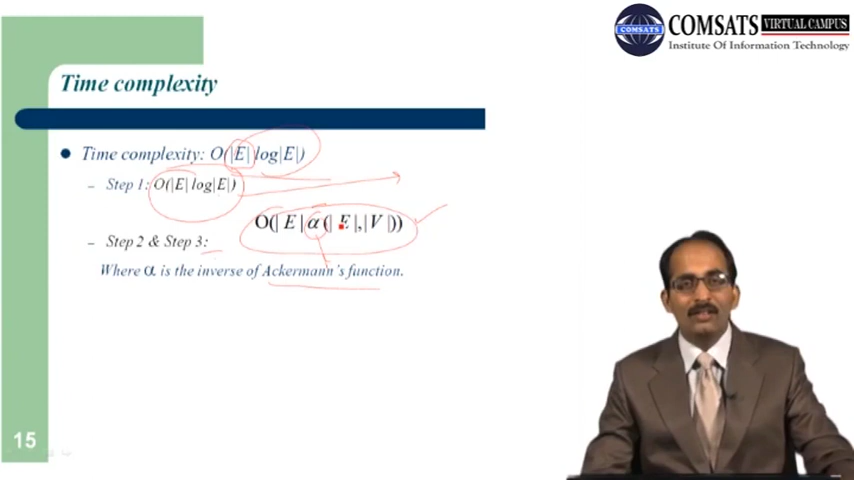 COMSATS
COMSATS VIRTUAL CAMPUS
Institute Of Information Technology
Time complexity
Time complexity: O(|E| log|E|)
– Step 1: O(|E| log|E|)
O(| E | α(| E |,| V |))
– Step 2 & Step 3:
Where α is the inverse of Ackermann's function.
15